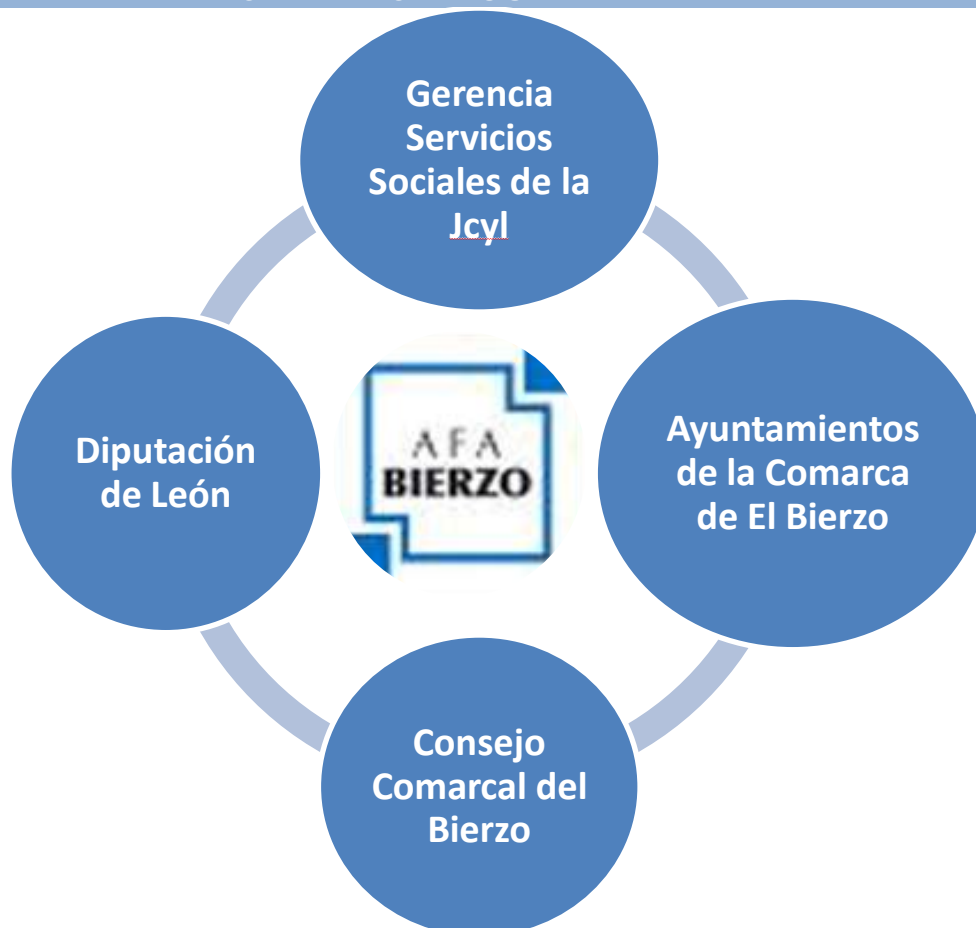 Gerencia
Servicios
Sociales de la
Jcyl
Diputación
de León
AFA
BIERZO
Ayuntamientos
de la Comarca
de El Bierzo
Consejo
Comarcal del
Bierzo